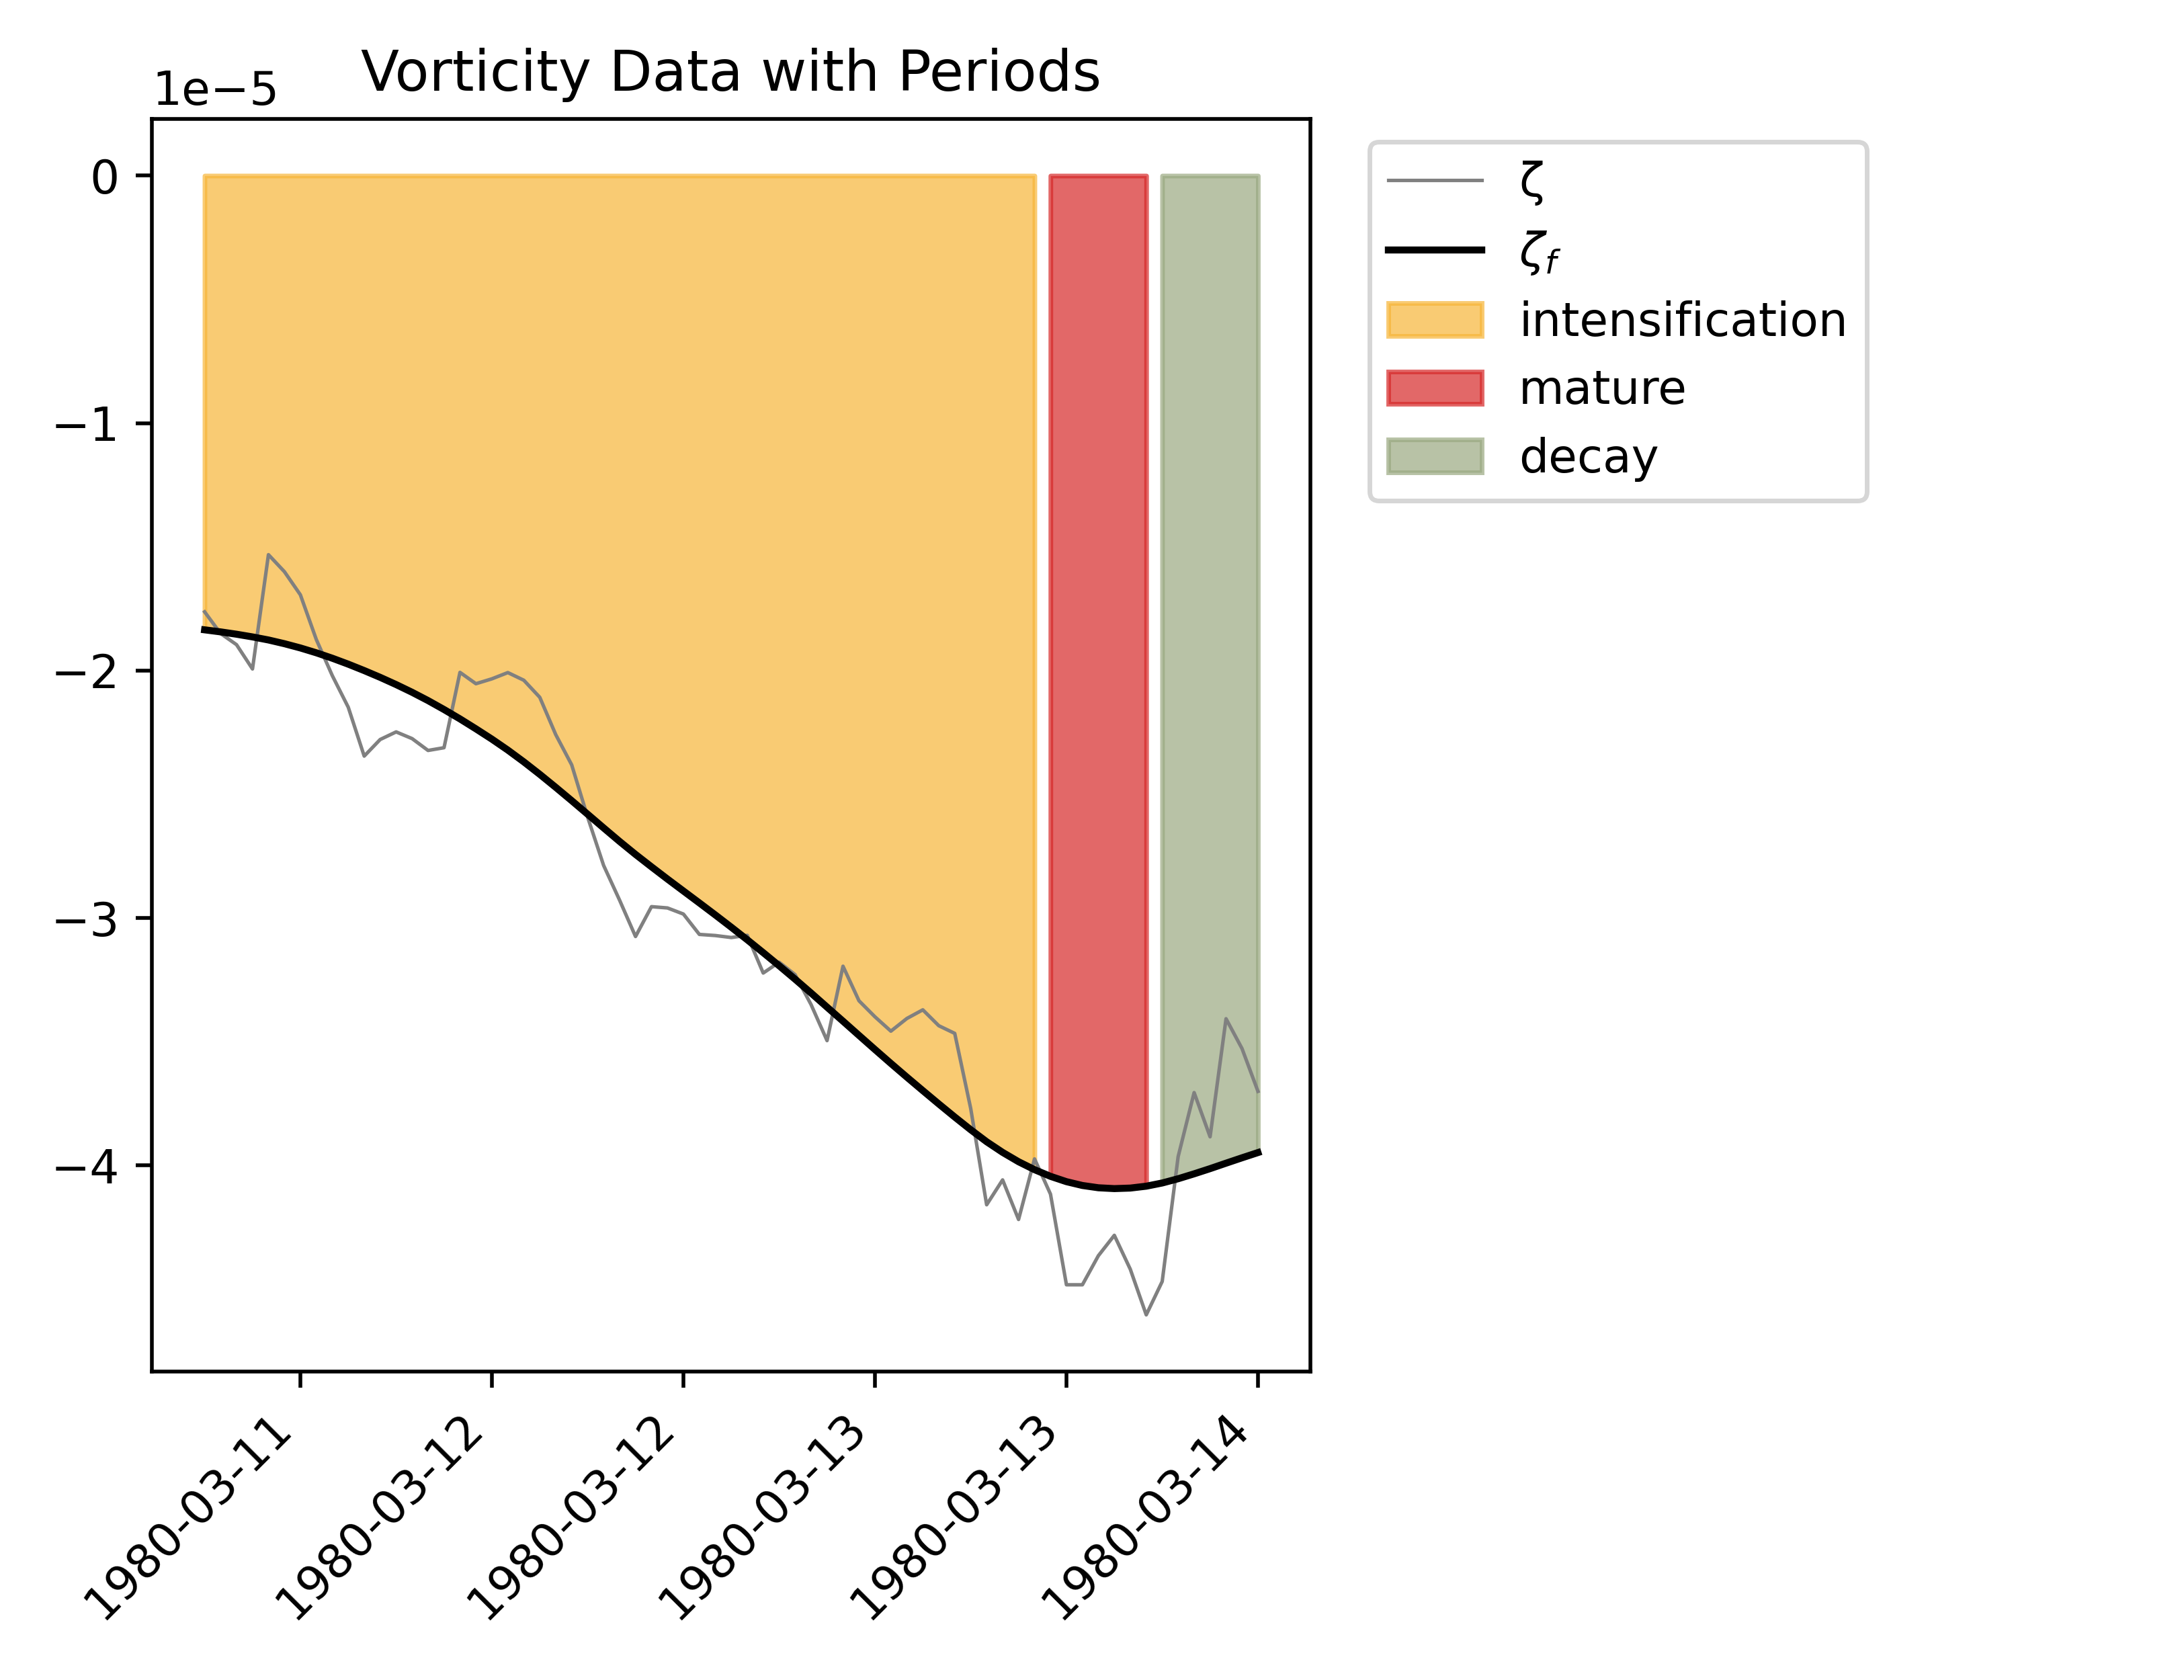 Vorticity Data with Periods
1e−5
0
−1
−2
−3
−4
1980-03-11
1980-03-12
1980-03-12
1980-03-13
1980-03-13
1980-03-14
ζ
ζf
intensification
mature
decay